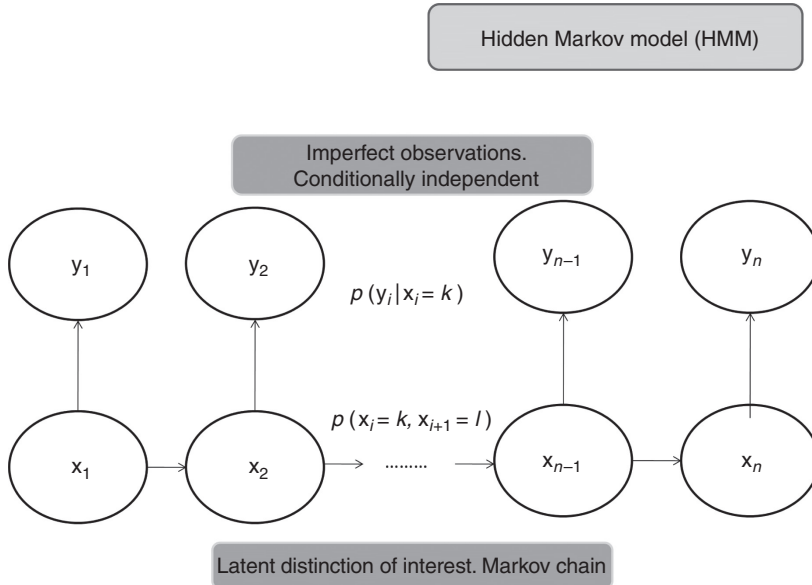 Hidden Markov model (HMM)
Imperfect observations.
Conditionally independent
y₁ y₂ yₙ₋₁ yₙ
p (yᵢ|xᵢ= k )
p (xᵢ= k, xᵢ₊₁ = l )
x₁ x₂ ......... xₙ₋₁ xₙ
Latent distinction of interest. Markov chain